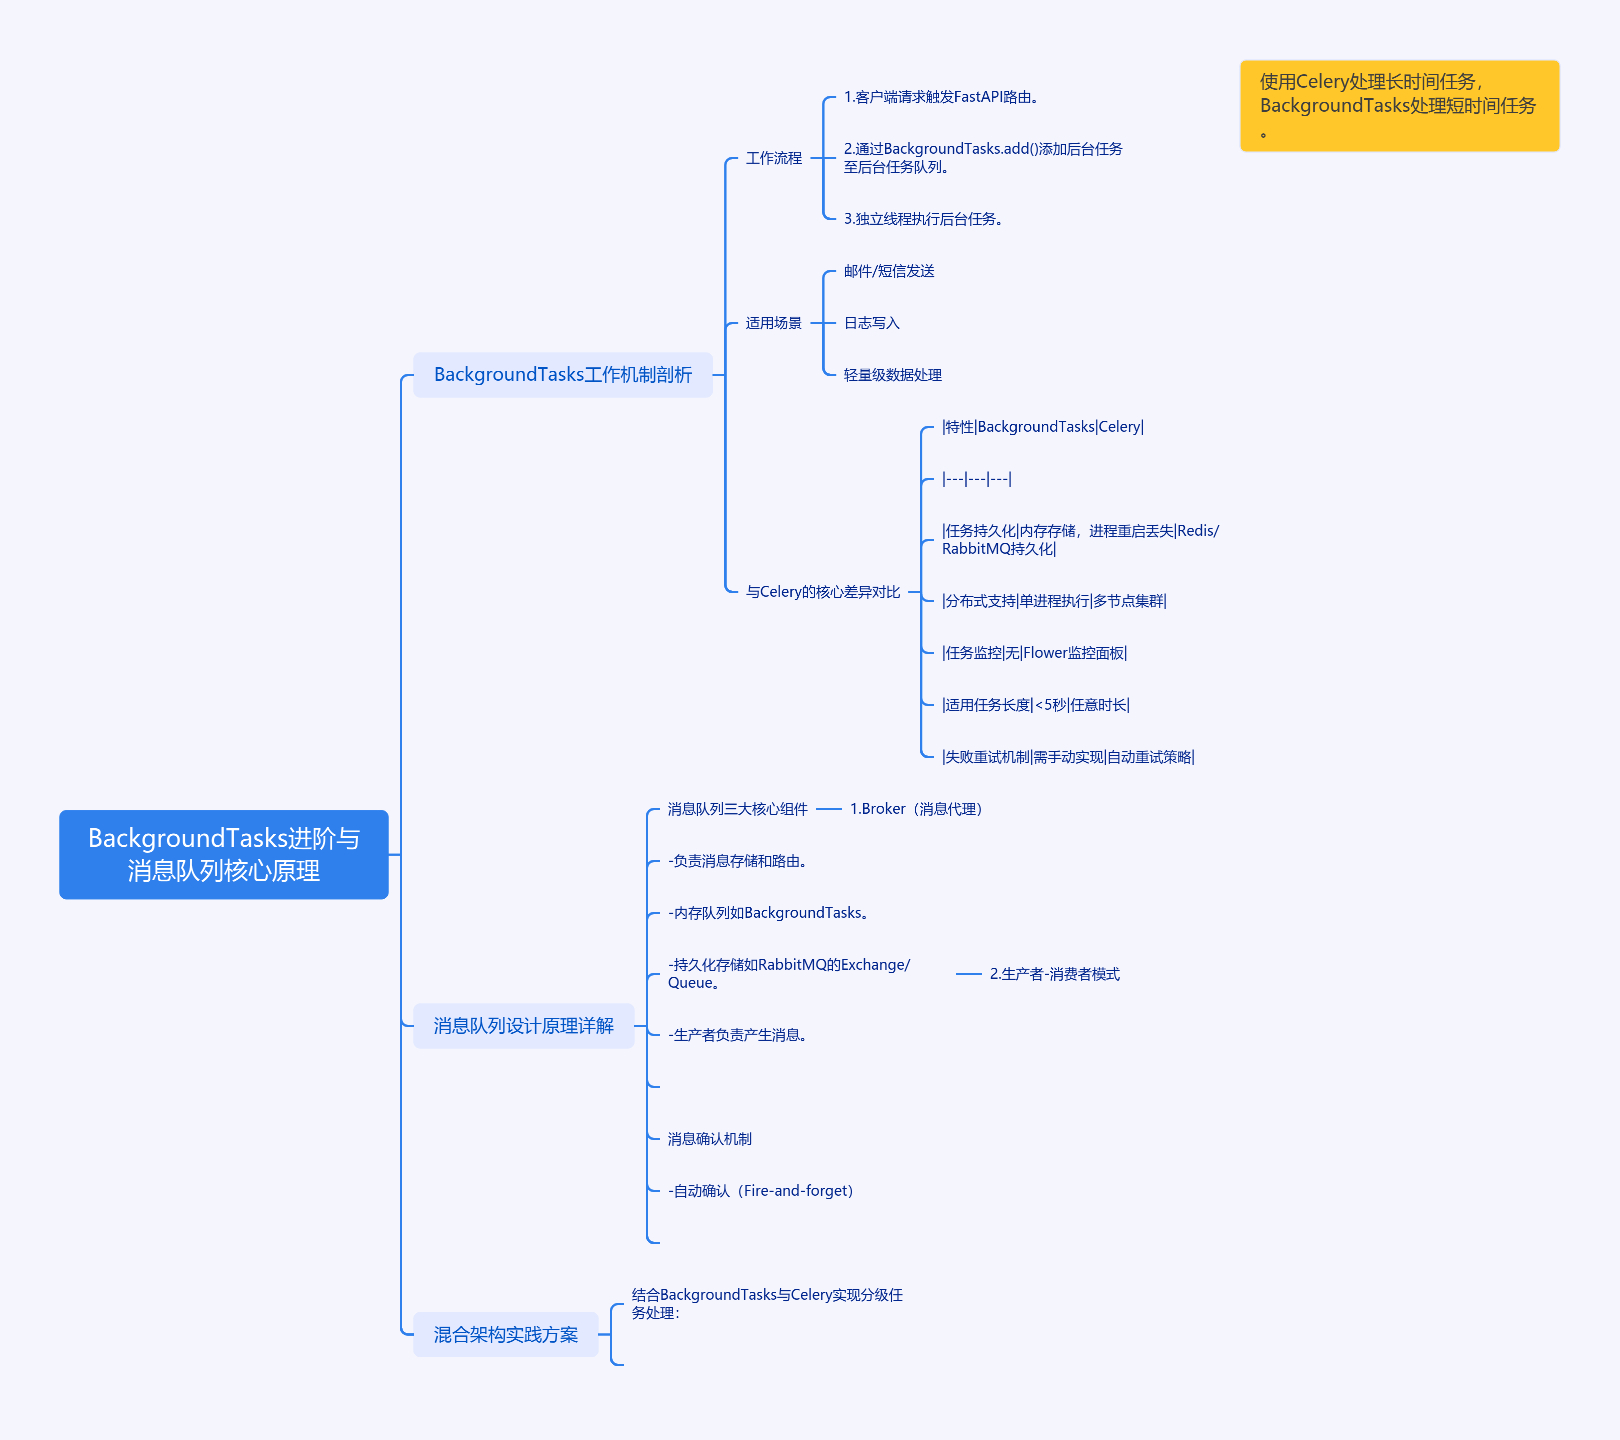 使用Celery处理长时间任务，
BackgroundTasks处理短时间任务
。
BackgroundTasks进阶与
消息队列核心原理
BackgroundTasks工作机制剖析
工作流程
1.客户端请求触发FastAPI路由。
2.通过BackgroundTasks.add()添加后台任务
至后台任务队列。
3.独立线程执行后台任务。
适用场景
邮件/短信发送
日志写入
轻量级数据处理
与Celery的核心差异对比
|特性|BackgroundTasks|Celery|
|---|---|---|
|任务持久化|内存存储，进程重启丢失|Redis/
RabbitMQ持久化|
|分布式支持|单进程执行|多节点集群|
|任务监控|无|Flower监控面板|
|适用任务长度|<5秒|任意时长|
|失败重试机制|需手动实现|自动重试策略|
消息队列设计原理详解
消息队列三大核心组件
1.Broker（消息代理）
-负责消息存储和路由。
-内存队列如BackgroundTasks。
-持久化存储如RabbitMQ的Exchange/
Queue。
2.生产者-消费者模式
-生产者负责产生消息。
消息确认机制
-自动确认（Fire-and-forget）
混合架构实践方案
结合BackgroundTasks与Celery实现分级任
务处理：